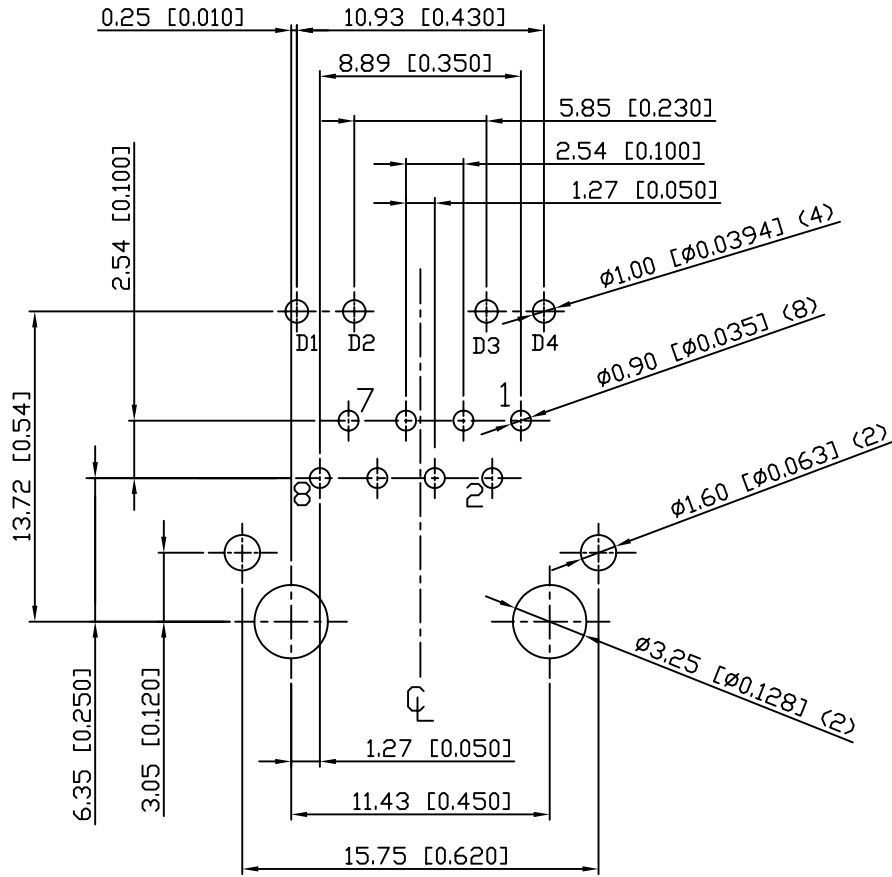 0.25 [0.010]
10.93 [0.430]
8.89 [0.350]
5.85 [0.230]
2.54 [0.100]
1.27 [0.050]
2.54 [0.100]
ø1.00 [ø0.0394] (4)
D1
D2
D3
D4
ø0.90 [ø0.035] (8)
7
1
13.72 [0.54]
8
2
ø1.60 [ø0.063] (2)
ø3.25 [ø0.128] (2)
CL
6.35 [0.250]
3.05 [0.120]
1.27 [0.050]
11.43 [0.450]
15.75 [0.620]